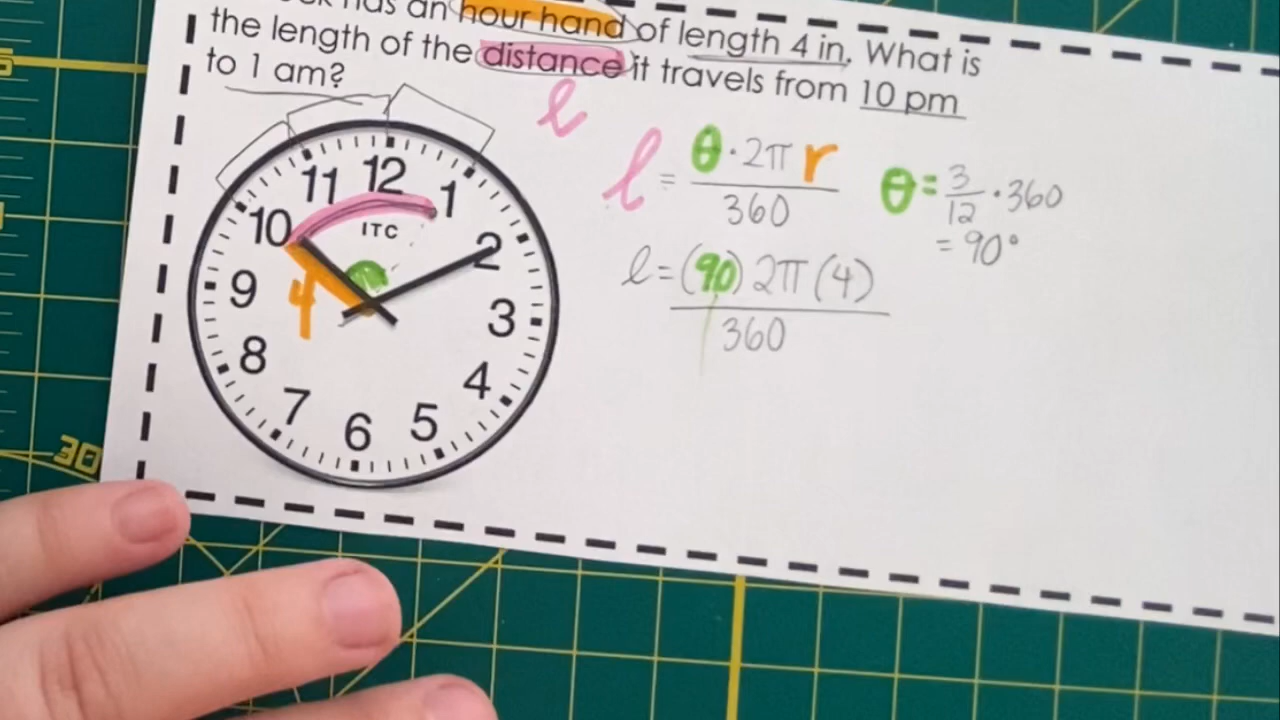 has an hour hand of length 4 in. What is
the length of the distance it travels from 10 pm
to 1 am?
l
l = θ · 2π r
360
θ = 3/12 · 360
= 90°
l = (90) 2π (4)
360
12
11
1
10
ITC
2
9
4
3
8
4
7
5
6
30